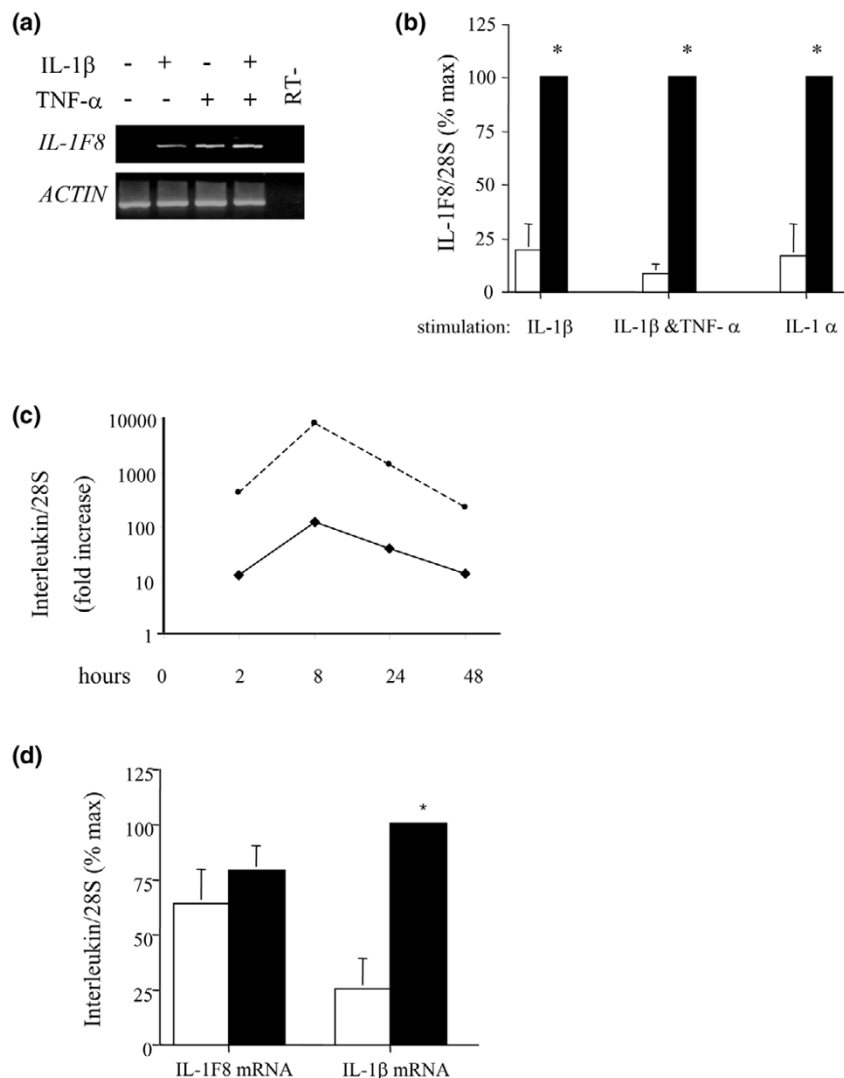 (a)
IL-1β - + - + RT-
TNF-α - - + +
IL-1F8
ACTIN
(b)
IL-1F8/28S (% max)
125
100
75
50
25
0
* * *
stimulation: IL-1β IL-1β &TNF- α IL-1 α
(c)
Interleukin/28S
(fold increase)
10000
1000
100
10
1
hours 0 2 8 24 48
(d)
Interleukin/28S (% max)
125
100
75
50
25
0
*
IL-1F8 mRNA IL-1β mRNA